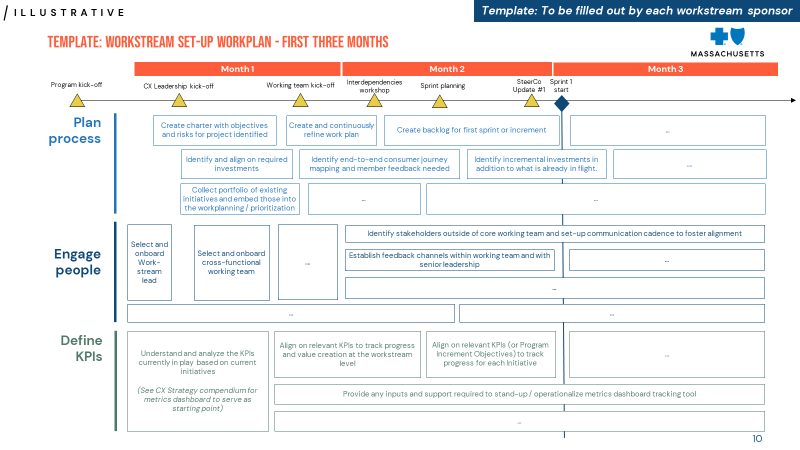 / ILLUSTRATIVE
Template: To be filled out by each workstream sponsor
TEMPLATE: WORKSTREAM SET-UP WORKPLAN - FIRST THREE MONTHS
MASSACHUSETTS
Month 1
Month 2
Month 3
Program kick-off
CX Leadership kick-off
Working team kick-off
Interdependencies
workshop
Sprint planning
SteerCo
Update #1
Sprint 1
start
Plan
process
Create charter with objectives
and risks for project identified
Create and continuously
refine work plan
Create backlog for first sprint or increment
...
Identify and align on required
investments
Identify end-to-end consumer journey
mapping and member feedback needed
Identify incremental investments in
addition to what is already in flight.
...
Collect portfolio of existing
initiatives and embed those into
the workplanning / prioritization
...
...
Engage
people
Select and
onboard
Work-
stream
lead
Select and onboard
cross-functional
working team
...
Identify stakeholders outside of core working team and set-up communication cadence to foster alignment
Establish feedback channels within working team and with
senior leadership
...
...
...
...
Define
KPIs
Understand and analyze the KPIs
currently in play based on current
initiatives
(See CX Strategy compendium for
metrics dashboard to serve as
starting point)
Align on relevant KPIs to track progress
and value creation at the workstream
level
Align on relevant KPIs (or Program
Increment Objectives) to track
progress for each Initiative
...
Provide any inputs and support required to stand-up / operationalize metrics dashboard tracking tool
...
10